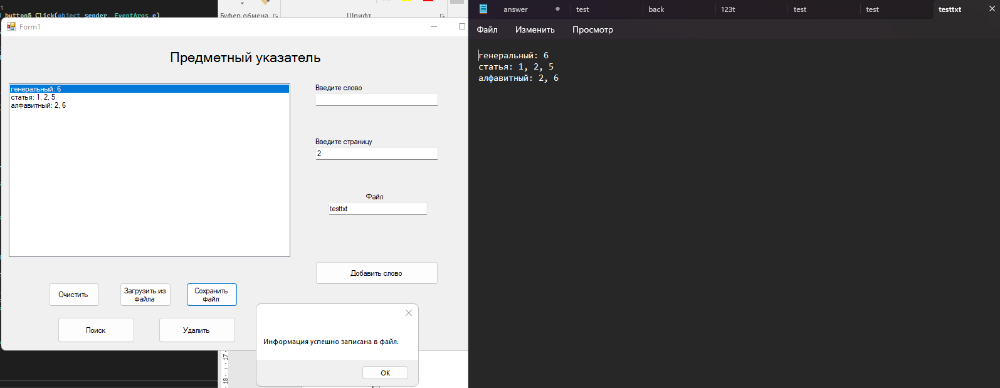 button5_Click(object sender, EventArgs e)
Буфер обмена
Шрифт
Form1
Предметный указатель
генеральный: 6
статья: 1, 2, 5
алфавитный: 2, 6
Введите слово
Введите страницу
2
Файл
testtxt
Добавить слово
Очистить
Загрузить из
файла
Сохранить
файл
Поиск
Удалить
Информация успешно записана в файл.
OK
17
18
answer
test
back
123t
test
test
testtxt
Файл
Изменить
Просмотр
генеральный: 6
статья: 1, 2, 5
алфавитный: 2, 6